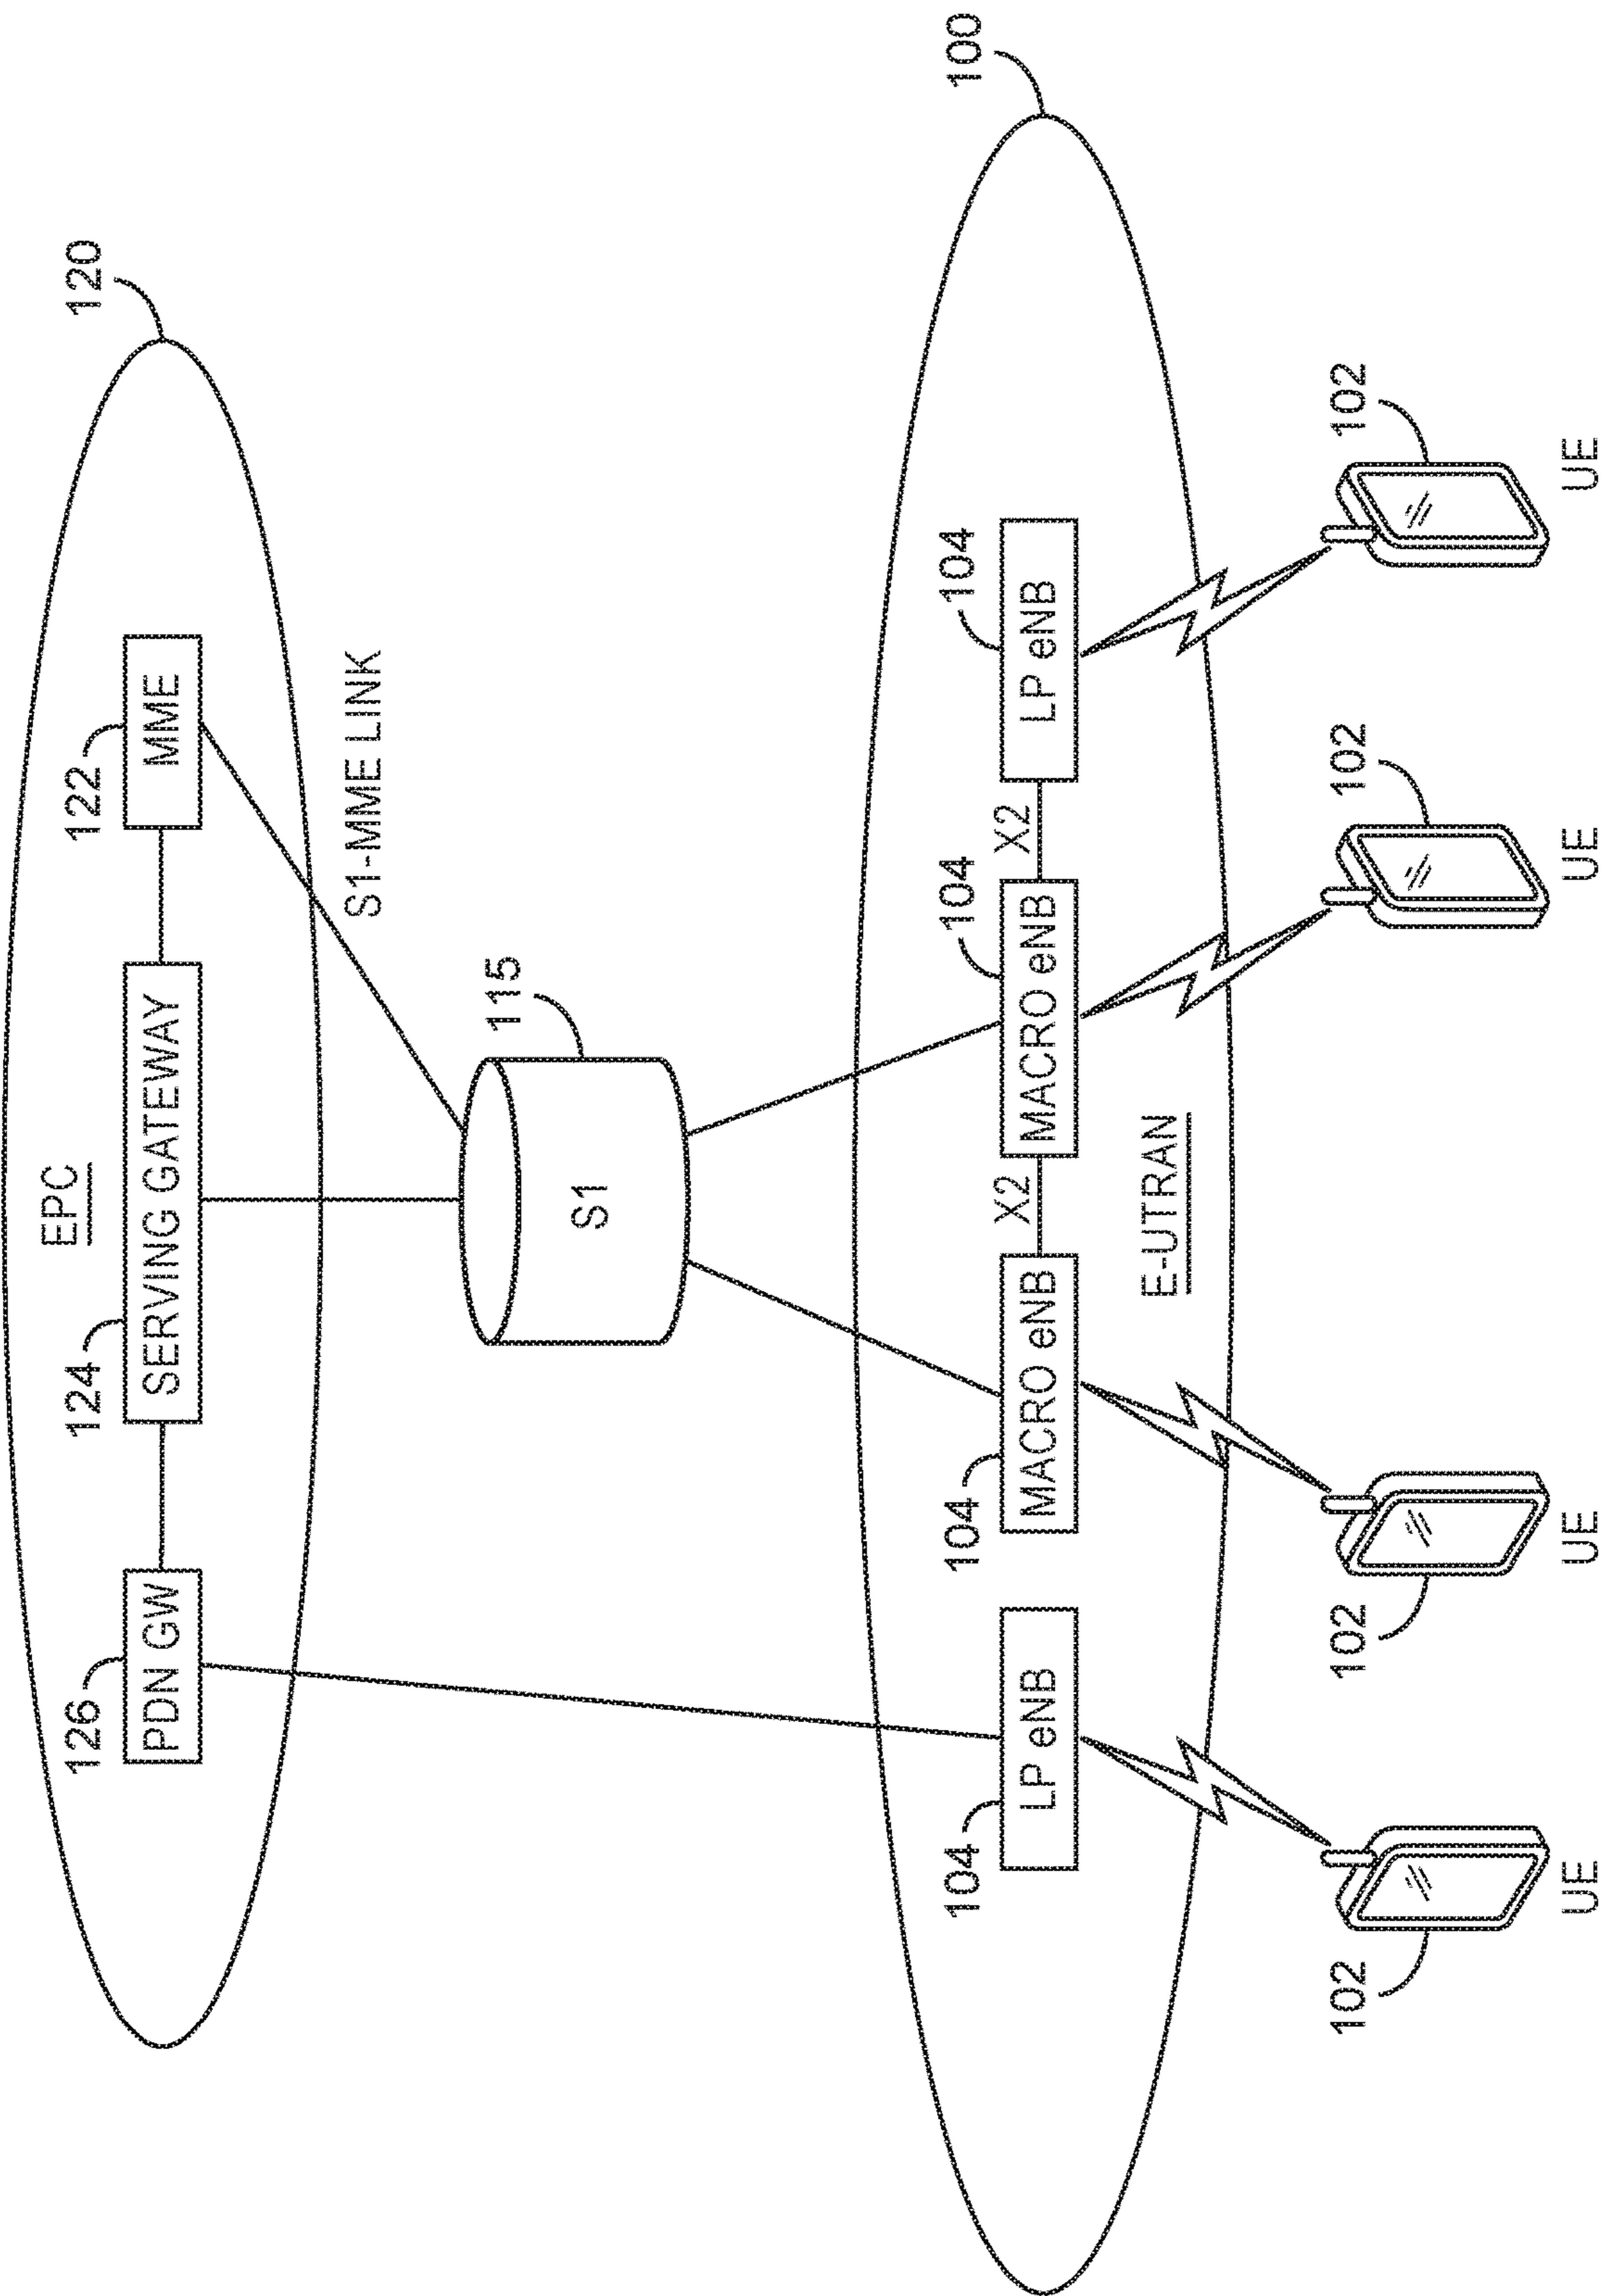 120
EPC
126
124
122
PDN GW
SERVING GATEWAY
MME
S1-MME LINK
115
S1
100
104
104
104
104
LP eNB
MACRO eNB
X2
MACRO eNB
X2
LP eNB
E-UTRAN
102
102
102
102
UE
UE
UE
UE